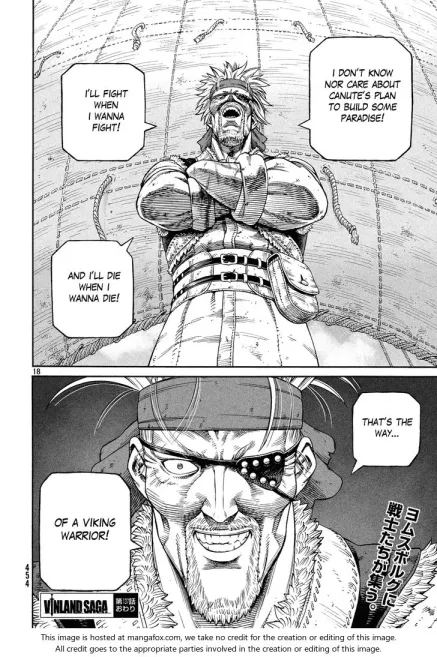 I DON'T KNOW
NOR CARE ABOUT
CANUTE'S PLAN
TO BUILD SOME
PARADISE!
I'LL FIGHT
WHEN
I WANNA
FIGHT!
AND I'LL DIE
WHEN I
WANNA DIE!
18
THAT'S THE
WAY...
OF A VIKING
WARRIOR!
ヨムスボルグに
戦士たちが集う。
454
VINLAND SAGA
おわり
This image is hosted at mangafox.com, we take no credit for the creation or editing of this image.
All credit goes to the appropriate parties involved in the creation or editing of this image.